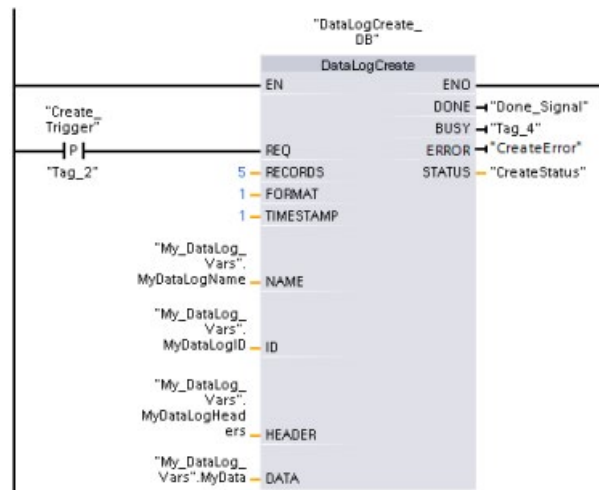 "DataLogCreate_
DB"
DataLogCreate
EN
ENO
DONE
"Done_Signal"
"Create_
Trigger"
BUSY
"Tag_4"
P
REQ
ERROR
"CreateError"
"Tag_2"
5
RECORDS
STATUS
"CreateStatus"
1
FORMAT
1
TIMESTAMP
"My_DataLog_
Vars".
MyDataLogName
NAME
"My_DataLog_
Vars".
MyDataLogID
ID
"My_DataLog_
Vars".
MyDataLogHead
ers
HEADER
"My_DataLog_
Vars".MyData
DATA